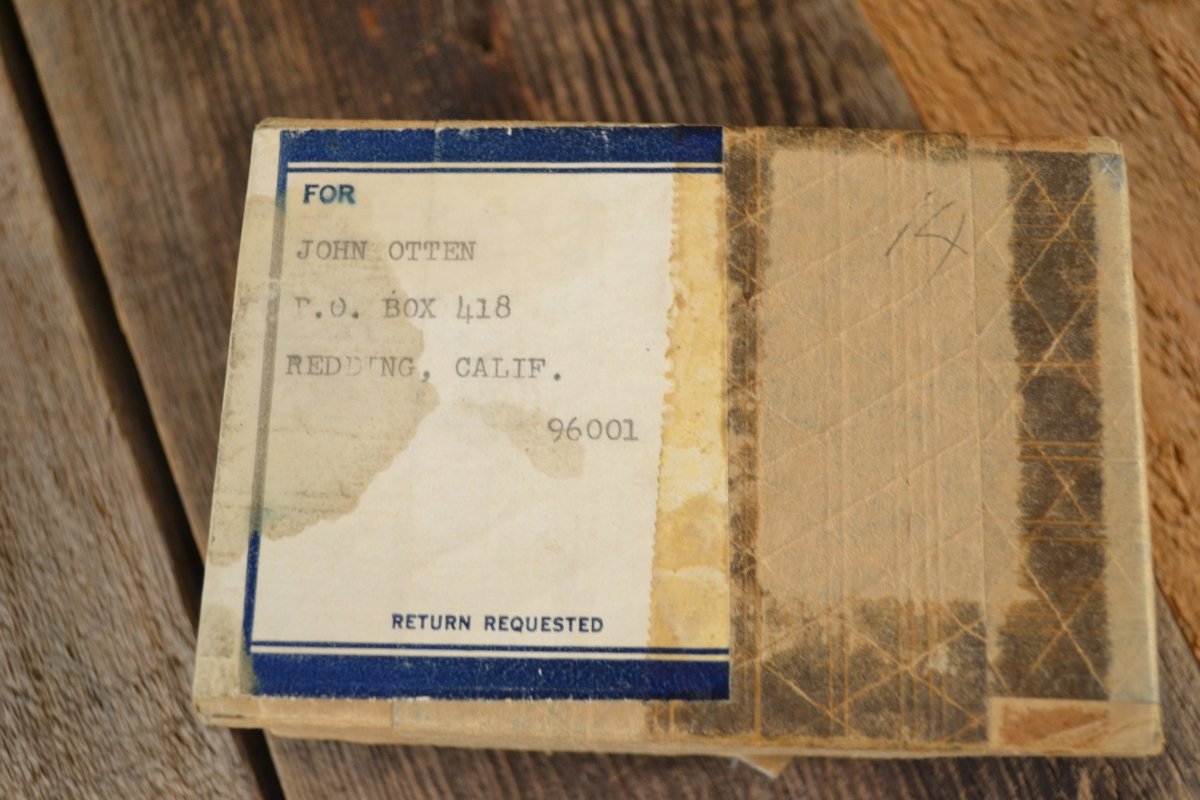 FOR
JOHN OTTEN
P.O. BOX 418
REDDING, CALIF.
96001
RETURN REQUESTED
14